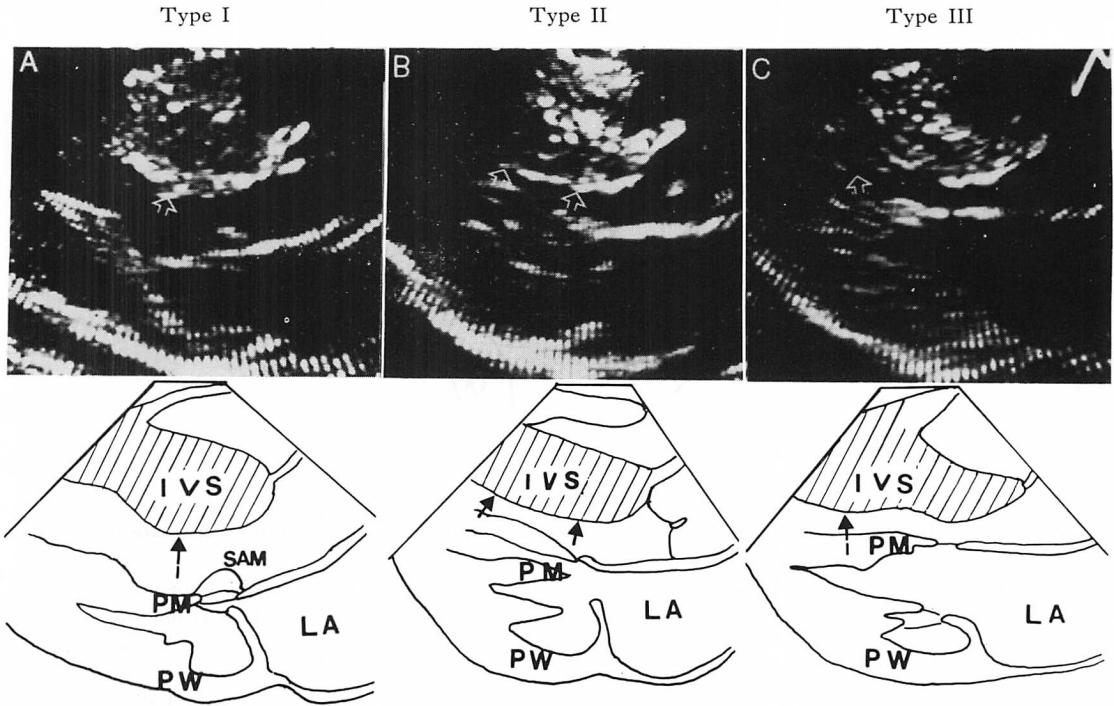 Type I
Type II
Type III
A
B
C
IVS
SAM
PM
LA
PW
IVS
PM
LA
PW
IVS
PM
LA
PW